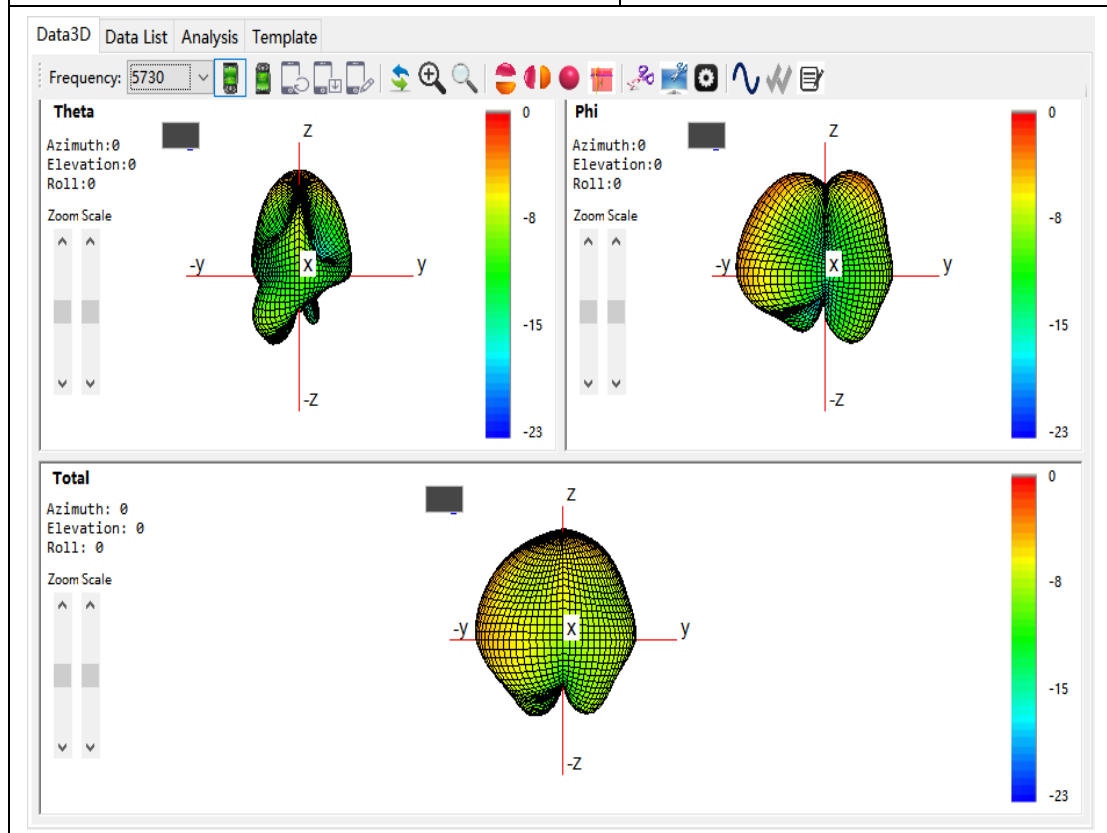 Data3D Data List Analysis Template
Frequency: 5730
Theta
Azimuth:0
Elevation:0
Roll:0
Zoom Scale
z
-y
X
y
-z
0
-8
-15
-23
Phi
Azimuth:0
Elevation:0
Roll:0
Zoom Scale
z
-y
X
y
-z
0
-8
-15
-23
Total
Azimuth: 0
Elevation: 0
Roll: 0
Zoom Scale
z
-y
X
y
-z
0
-8
-15
-23